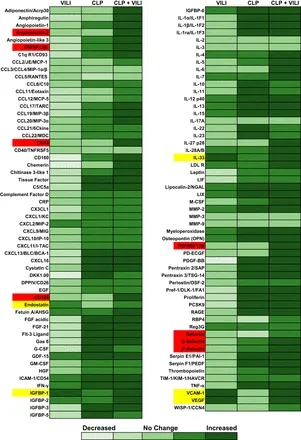 VILI CLP CLP + VILI
Adiponectin/Acrp30
Amphiregulin
Angiopoietin-1
Angiopoietin-2
Angiopoietin-like 3
C1q R1/CD93
CCL2/JE/MCP-1
CCL3/CCL4/MIP-1α/β
CCL5/RANTES
CCL6/C10
CCL11/Eotaxin
CCL12/MCP-5
CCL17/TARC
CCL19/MIP-3β
CCL20/MIP-3α
CCL21/6Ckine
CCL22/MDC
CD40/TNFRSF5
CD160
Chemerin
Chitinase 3-like 1
Tissue Factor
C5/C5a
Complement Factor D
CRP
CX3CL1
CXCL1/KC
CXCL2/MIP-2
CXCL9/MIG
CXCL10/IP-10
CXCL11/I-TAC
CXCL13/BLC/BCA-1
CXCL16
Cystatin C
DKK1.00
DPPIV/CD26
EGF
Endostatin
Fetuin A/AHSG
FGF acidic
FGF-21
Flt-3 Ligand
Gas 6
G-CSF
GDF-15
GM-CSF
HGF
ICAM-1/CD54
IFN-γ
IGFBP-1
IGFBP-2
IGFBP-3
IGFBP-5
VILI CLP CLP + VILI
IGFBP-6
IL-1α/IL-1F1
IL-1β/IL-1F2
IL-1ra/IL-1F3
IL-2
IL-3
IL-4
IL-5
IL-6
IL-7
IL-10
IL-11
IL-12 p40
IL-13
IL-15
IL-17A
IL-22
IL-23
IL-27 p28
IL-28A/B
IL-33
LDL R
Leptin
LIF
Lipocalin-2/NGAL
LIX
M-CSF
MMP-2
MMP-3
MMP-9
Myeloperoxidase
Osteopontin (OPN)
PD-ECGF
PDGF-BB
Pentraxin 2/SAP
Pentraxin 3/TSG-14
Periostin/OSF-2
Pref-1/DLK-1/FA1
Proliferin
PCSK9
RAGE
RBP4
Reg3G
E-Selectin
P-Selectin
Serpin E1/PAI-1
Serpin F1/PEDF
Thrombopoietin
TIM-1/KIM-1/HAVCR
TNF-α
VCAM-1
VEGF
WISP-1/CCN4
Decreased No Change Increased